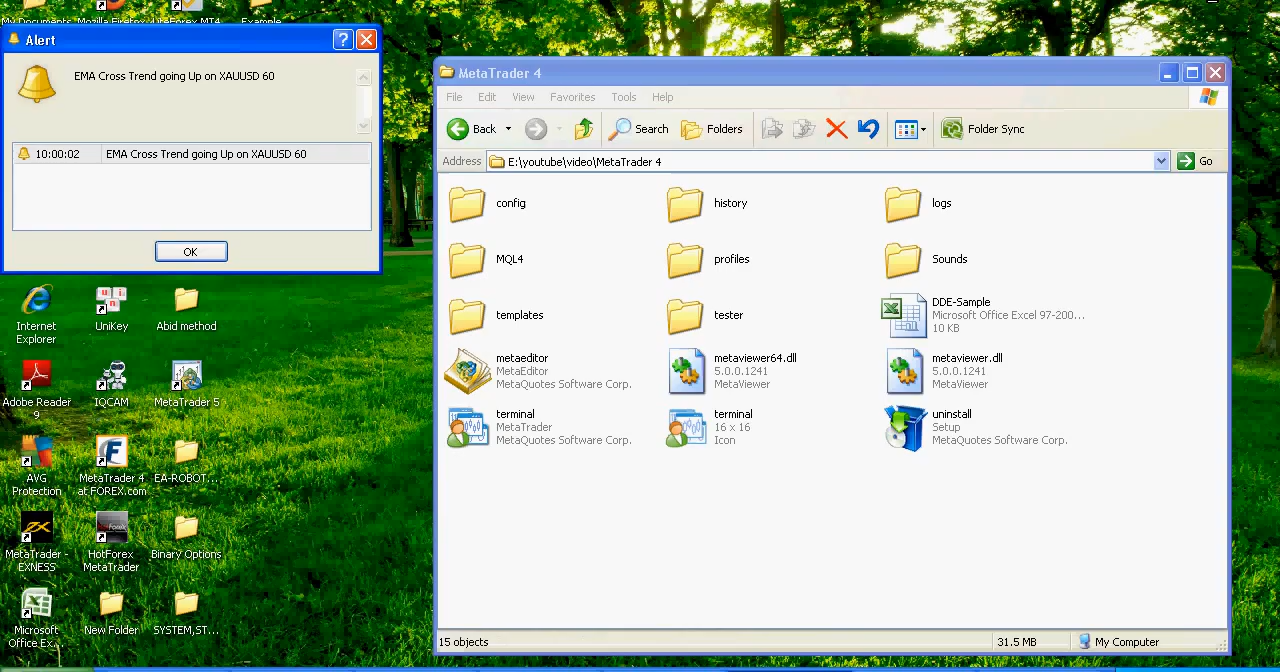 My Documents Mozilla Firefox LiteForex MT4 Example
Alert
EMA Cross Trend going Up on XAUUSD 60
10:00:02 EMA Cross Trend going Up on XAUUSD 60
OK
Internet
Explorer
UniKey
Abid method
Adobe Reader
9
IQCAM
MetaTrader 5
AVG
Protection
MetaTrader 4
at FOREX.com
EA-ROBOT...
MetaTrader -
EXNESS
HotForex
MetaTrader
Binary Options
Microsoft
Office Ex...
New Folder
SYSTEM,ST...
MetaTrader 4
File Edit View Favorites Tools Help
Back Search Folders Folder Sync
Address E:\youtube\video\MetaTrader 4 Go
config
history
logs
MQL4
profiles
Sounds
templates
tester
DDE-Sample
Microsoft Office Excel 97-200...
10 KB
metaeditor
MetaEditor
MetaQuotes Software Corp.
metaviewer64.dll
5.0.0.1241
MetaViewer
metaviewer.dll
5.0.0.1241
MetaViewer
terminal
MetaTrader
MetaQuotes Software Corp.
terminal
16 x 16
Icon
uninstall
Setup
MetaQuotes Software Corp.
15 objects 31.5 MB My Computer